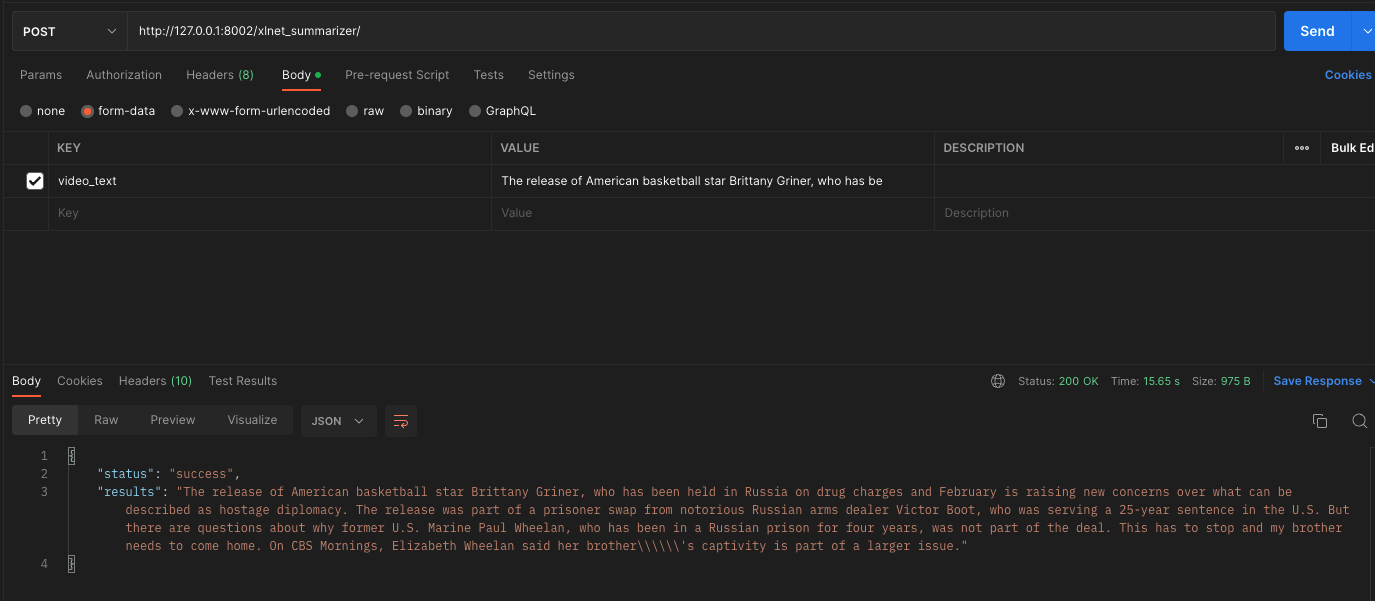 POST http://127.0.0.1:8002/xlnet_summarizer/ Send
Params Authorization Headers (8) Body Pre-request Script Tests Settings Cookies
none form-data x-www-form-urlencoded raw binary GraphQL
KEY VALUE DESCRIPTION Bulk Ed
video_text The release of American basketball star Brittany Griner, who has be
Key Value Description
Body Cookies Headers (10) Test Results Status: 200 OK Time: 15.65 s Size: 975 B Save Response
Pretty Raw Preview Visualize JSON
1 {
2 "status": "success",
3 "results": "The release of American basketball star Brittany Griner, who has been held in Russia on drug charges and February is raising new concerns over what can be
described as hostage diplomacy. The release was part of a prisoner swap from notorious Russian arms dealer Victor Boot, who was serving a 25-year sentence in the U.S. But
there are questions about why former U.S. Marine Paul Wheelan, who has been in a Russian prison for four years, was not part of the deal. This has to stop and my brother
needs to come home. On CBS Mornings, Elizabeth Wheelan said her brother\\\\\\'s captivity is part of a larger issue."
4 }